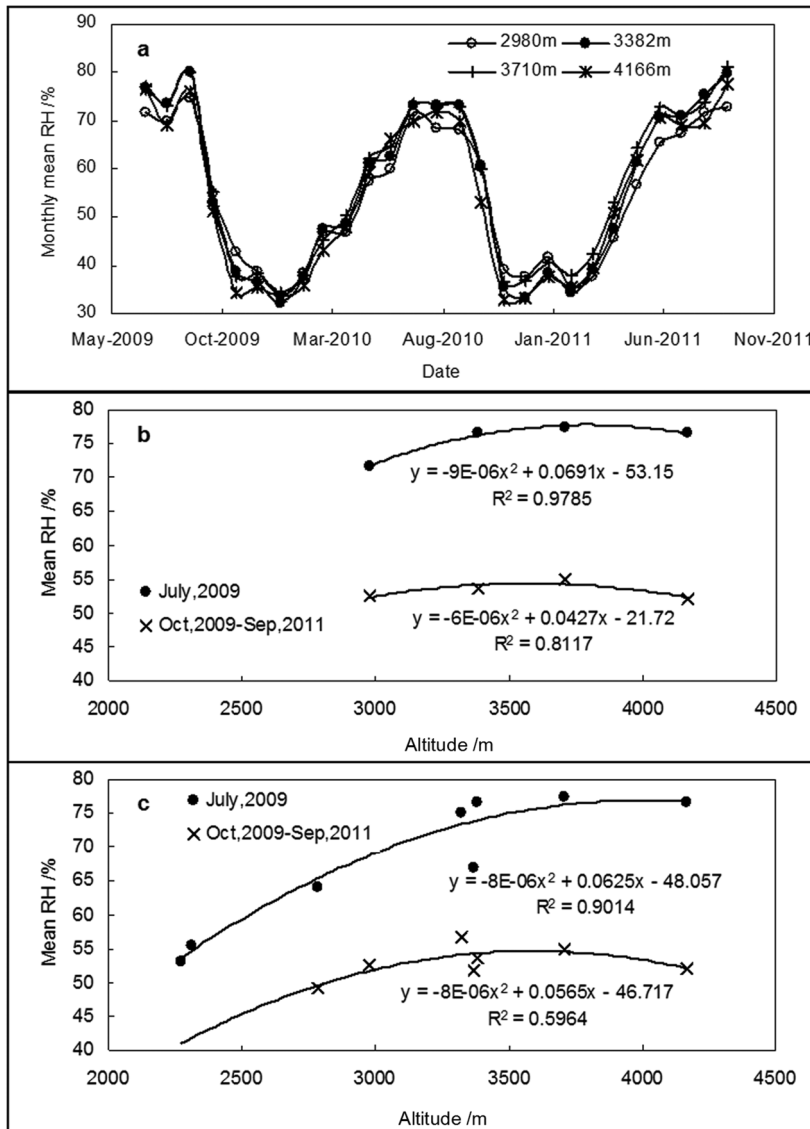 a
2980m 3382m
3710m 4166m
90
80
70
60
50
40
30
Monthly mean RH /%
May-2009 Oct-2009 Mar-2010 Aug-2010 Jan-2011 Jun-2011 Nov-2011
Date
b
80
75
70
65
60
55
50
45
40
Mean RH /%
y = -9E-06x² + 0.0691x - 53.15
R² = 0.9785
July,2009
Oct,2009-Sep,2011
y = -6E-06x² + 0.0427x - 21.72
R² = 0.8117
2000 2500 3000 3500 4000 4500
Altitude /m
c
80
75
70
65
60
55
50
45
40
Mean RH /%
July,2009
Oct,2009-Sep,2011
y = -8E-06x² + 0.0625x - 48.057
R² = 0.9014
y = -8E-06x² + 0.0565x - 46.717
R² = 0.5964
2000 2500 3000 3500 4000 4500
Altitude /m